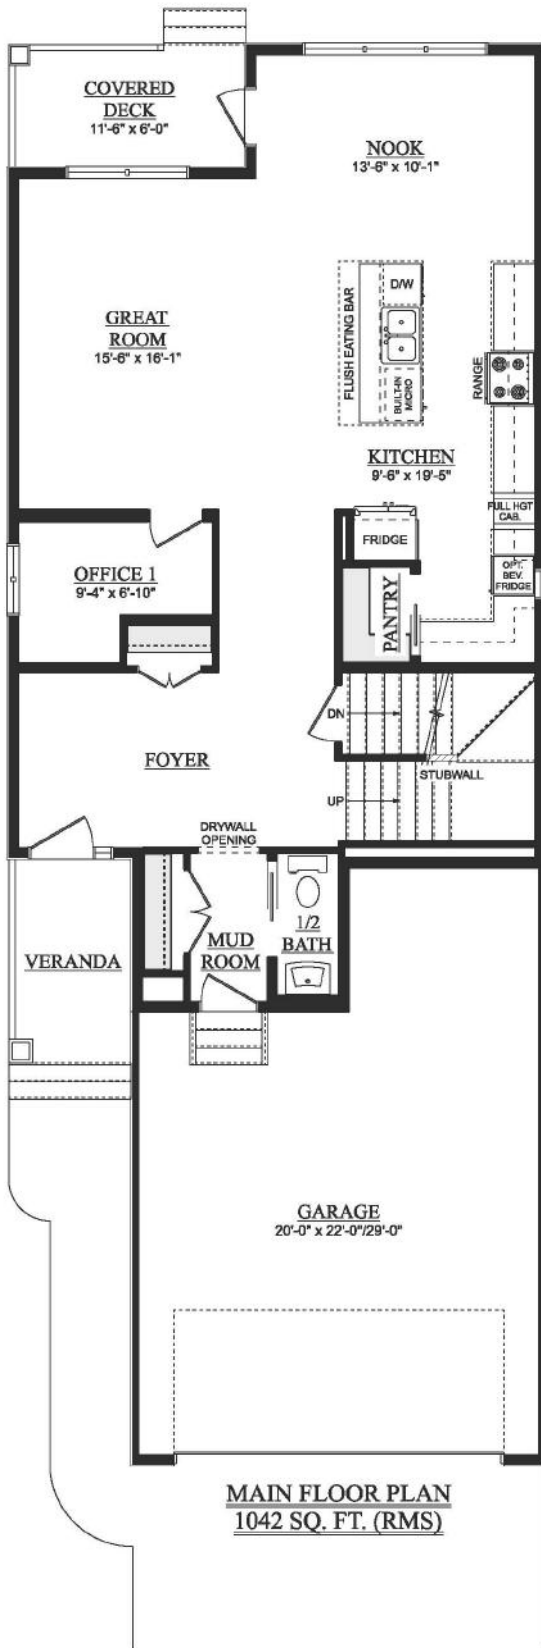 COVERED
DECK
11'-6" x 6'-0"
NOOK
13'-6" x 10'-1"
D/W
FLUSH EATING BAR
GREAT
ROOM
15'-6" x 16'-1"
BUILT-IN
MICRO
RANGE
KITCHEN
9'-6" x 19'-5"
FULL HGT
CAB.
FRIDGE
OPT.
BEV.
FRIDGE
OFFICE 1
9'-4" x 6'-10"
PANTRY
DN
FOYER
STUBWALL
UP
DRYWALL
OPENING
1/2
BATH
MUD
ROOM
VERANDA
GARAGE
20'-0" x 22'-0"/29'-0"
MAIN FLOOR PLAN
1042 SQ. FT. (RMS)